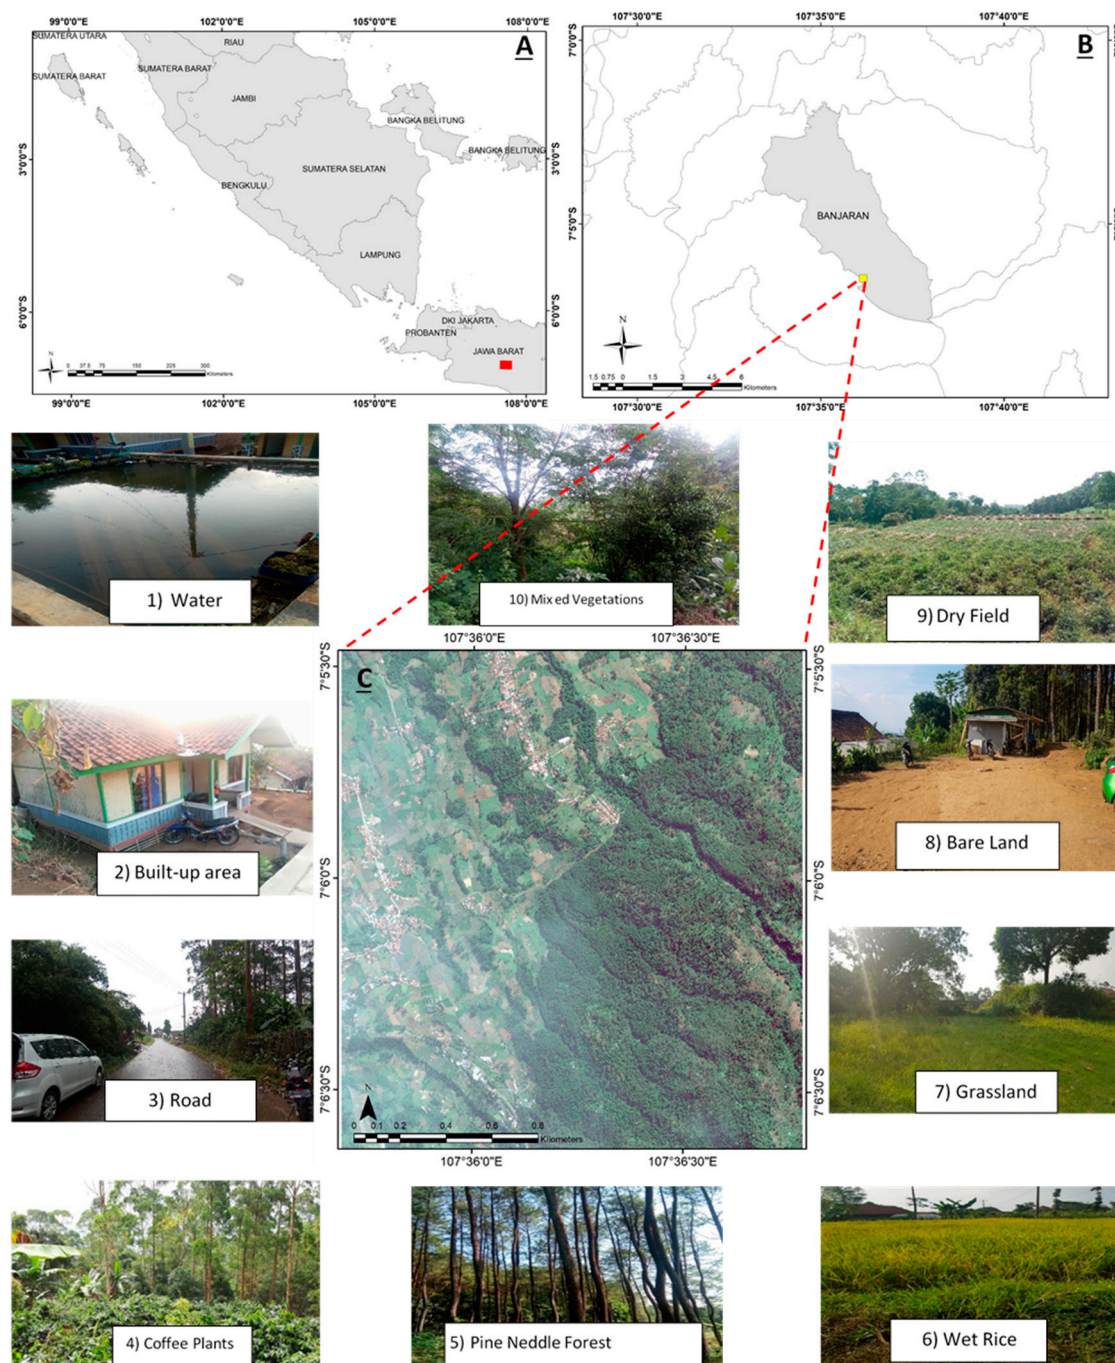 99°0'0"E 102°0'0"E 105°0'0"E 108°0'0"E
A
SUMATERA UTARA
SUMATERA BARAT
RIAU
SUMATERA BARAT
JAMBI
BANGKA BELITUNG
BANGKA BELITUNG
SUMATERA SELATAN
BENGKULU
LAMPUNG
DKI JAKARTA
PROBANTEN
JAWA BARAT
3°0'0"S
6°0'0"S
3°0'0"S
6°0'0"S
N
0 37.5 75 150 225 300
Kilometers
99°0'0"E 102°0'0"E 105°0'0"E 108°0'0"E
107°30'0"E 107°35'0"E 107°40'0"E
B
7°0'0"S
7°5'0"S
BANJARAN
N
1.5 0.75 0 1.5 3 4.5 6
Kilometers
107°30'0"E 107°35'0"E 107°40'0"E
1) Water
10) Mixed Vegetations
9) Dry Field
107°36'0"E 107°36'30"E
C
7°5'30"S
7°6'0"S
7°6'30"S
7°5'30"S
7°6'0"S
7°6'30"S
2) Built-up area
8) Bare Land
3) Road
7) Grassland
N
0 0.1 0.2 0.4 0.6 0.8
Kilometers
107°36'0"E 107°36'30"E
4) Coffee Plants
5) Pine Neddle Forest
6) Wet Rice